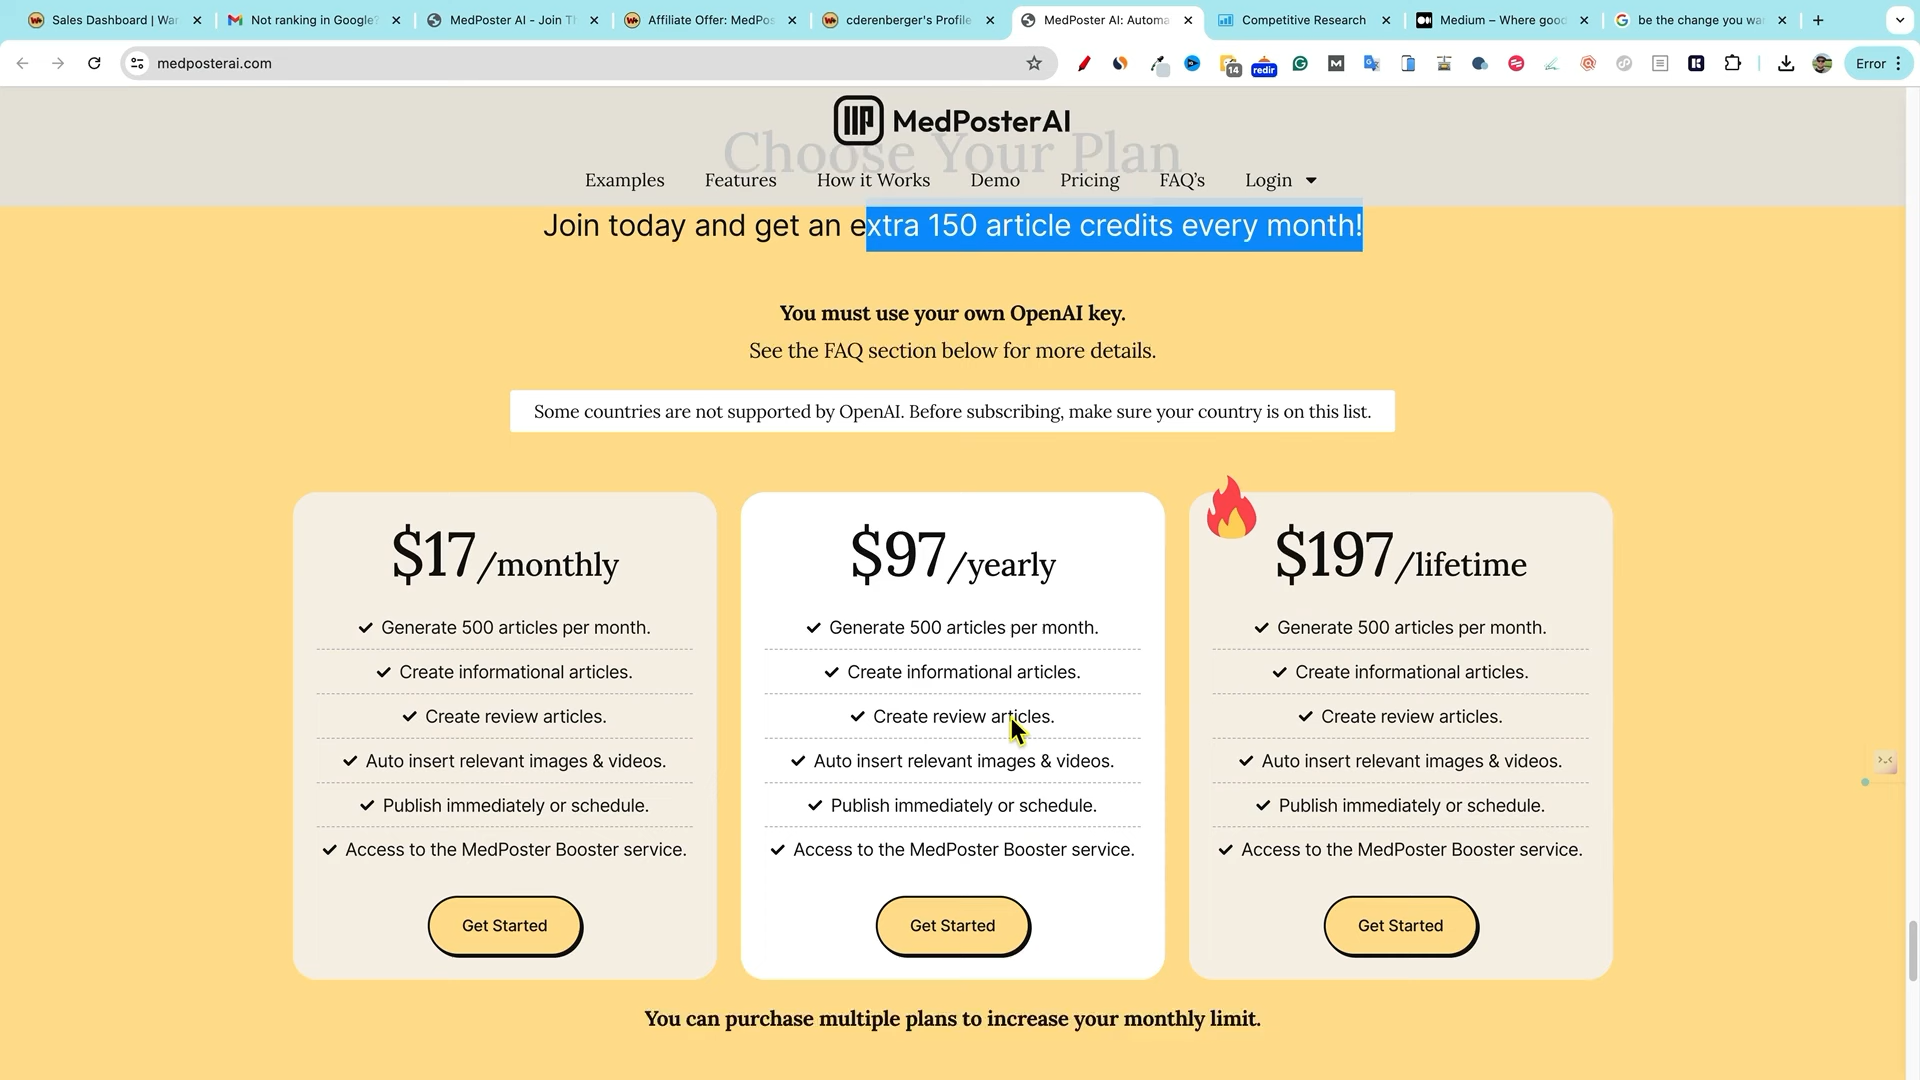 Sales Dashboard | War
Not ranking in Google?
MedPoster AI - Join Th
Affiliate Offer: MedPos
cderenberger's Profile
MedPoster AI: Automa
Competitive Research
Medium – Where good
be the change you wa
medposterai.com
14
redir
Error
MedPosterAI
Choose Your Plan
Examples
Features
How it Works
Demo
Pricing
FAQ's
Login
Join today and get an extra 150 article credits every month!
You must use your own OpenAI key.
See the FAQ section below for more details.
Some countries are not supported by OpenAI. Before subscribing, make sure your country is on this list.
$17/monthly
Generate 500 articles per month.
Create informational articles.
Create review articles.
Auto insert relevant images & videos.
Publish immediately or schedule.
Access to the MedPoster Booster service.
Get Started
$97/yearly
Generate 500 articles per month.
Create informational articles.
Create review articles.
Auto insert relevant images & videos.
Publish immediately or schedule.
Access to the MedPoster Booster service.
Get Started
$197/lifetime
Generate 500 articles per month.
Create informational articles.
Create review articles.
Auto insert relevant images & videos.
Publish immediately or schedule.
Access to the MedPoster Booster service.
Get Started
You can purchase multiple plans to increase your monthly limit.